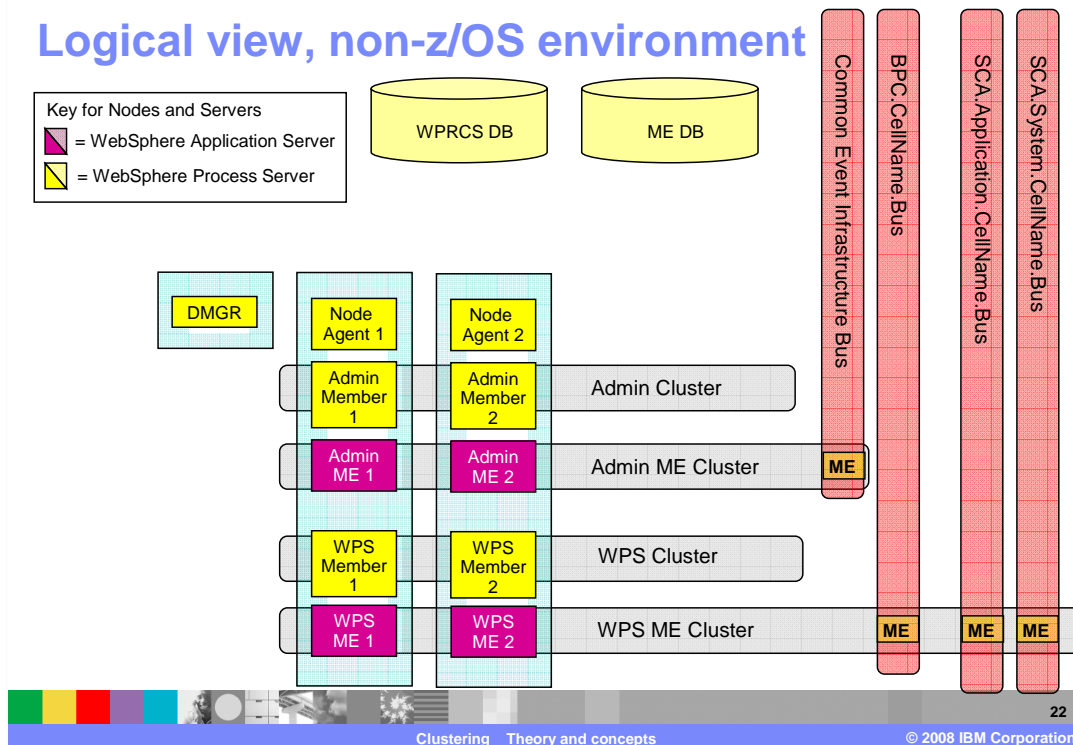 Logical view, non-z/OS environment
Key for Nodes and Servers
= WebSphere Application Server
= WebSphere Process Server
WPRCS DB
ME DB
Common Event Infrastructure Bus
BPC.CellName.Bus
SCA.Application.CellName.Bus
SCA.System.CellName.Bus
DMGR
Node
Agent 1
Node
Agent 2
Admin
Member
1
Admin
Member
2
Admin Cluster
Admin
ME 1
Admin
ME 2
Admin ME Cluster
ME
WPS
Member
1
WPS
Member
2
WPS Cluster
WPS
ME 1
WPS
ME 2
WPS ME Cluster
ME
ME
ME
22
Clustering Theory and concepts
© 2008 IBM Corporation